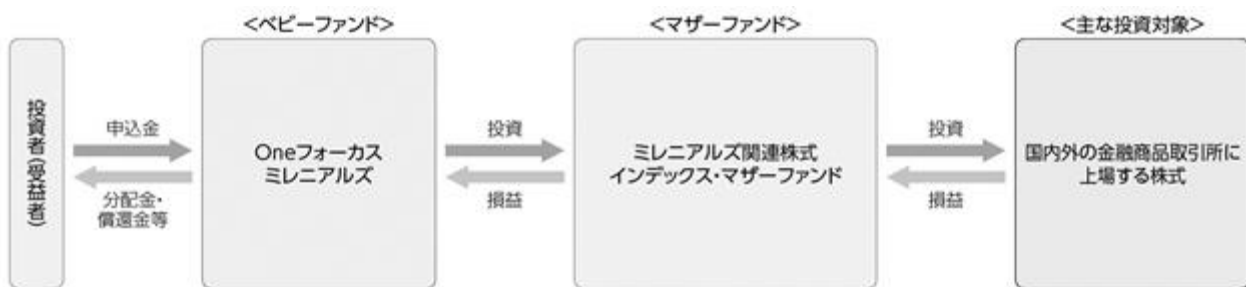 <ベビーファンド>
<マザーファンド>
<主な投資対象>
投資者(受益者)
申込金
分配金・
償還金等
Oneフォーカス
ミレニアルズ
投資
損益
ミレニアルズ関連株式
インデックス・マザーファンド
投資
損益
国内外の金融商品取引所に
上場する株式